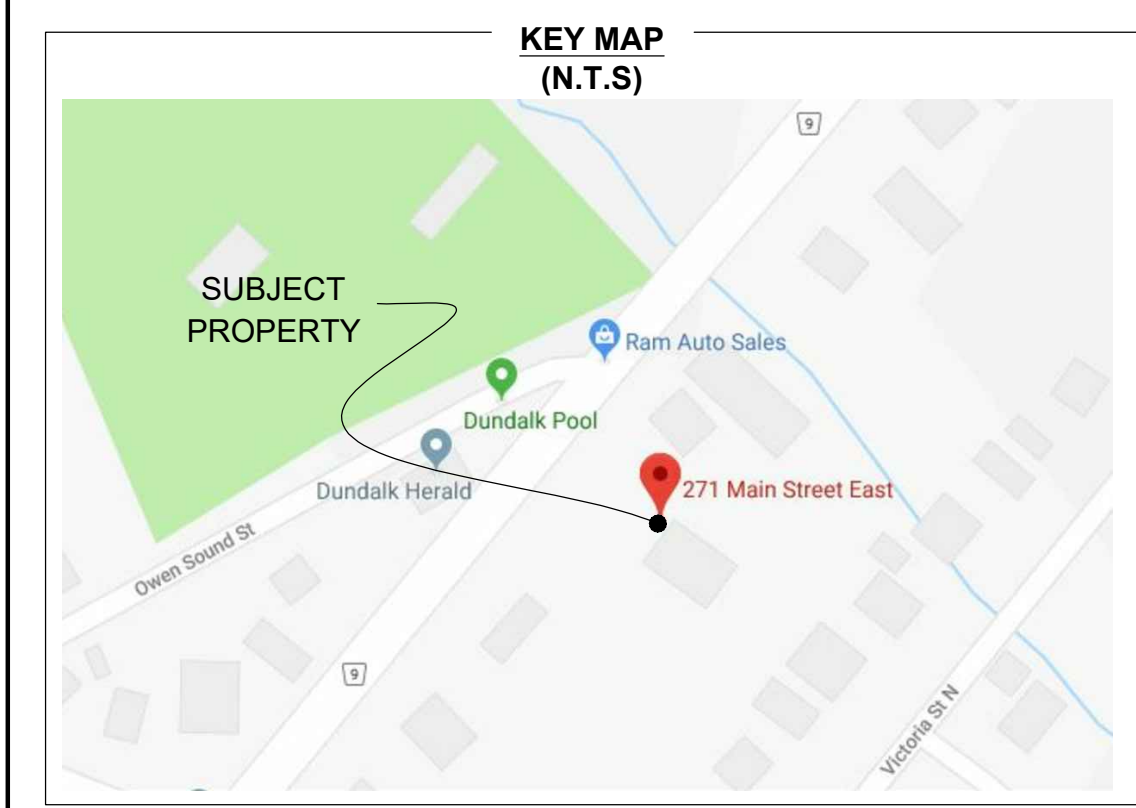 KEY MAP
(N.T.S)
9
SUBJECT
PROPERTY
Ram Auto Sales
Dundalk Pool
Dundalk Herald
271 Main Street East
Owen Sound St
9
Victoria St N